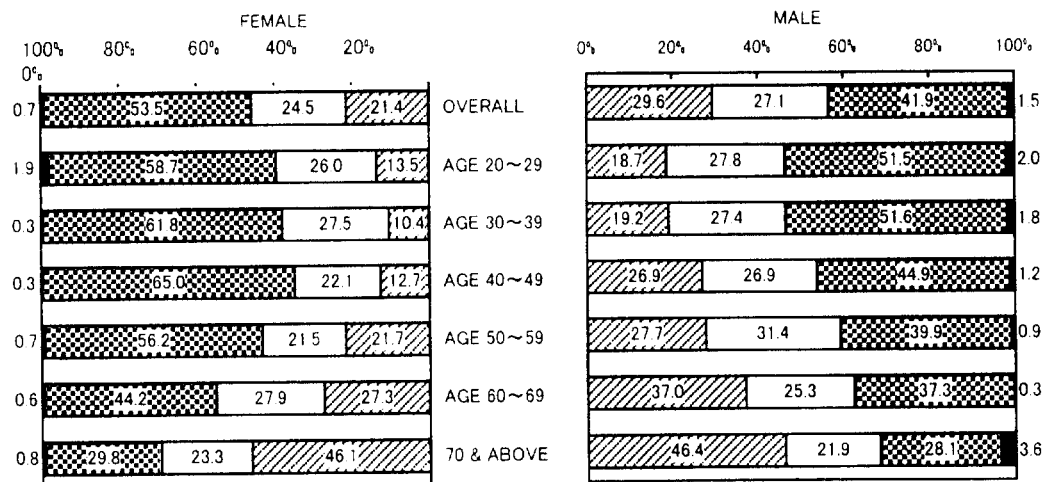 FEMALE MALE
100% 80% 60% 40% 20% 0% 20% 40% 60% 80% 100%
0%
0.7 53.5 24.5 21.4 OVERALL 29.6 27.1 41.9 1.5
1.9 58.7 26.0 13.5 AGE 20~29 18.7 27.8 51.5 2.0
0.3 61.8 27.5 10.4 AGE 30~39 19.2 27.4 51.6 1.8
0.3 65.0 22.1 12.7 AGE 40~49 26.9 26.9 44.9 1.2
0.7 56.2 21.5 21.7 AGE 50~59 27.7 31.4 39.9 0.9
0.6 44.2 27.9 27.3 AGE 60~69 37.0 25.3 37.3 0.3
0.8 29.8 23.3 46.1 70 & ABOVE 46.4 21.9 28.1 3.6